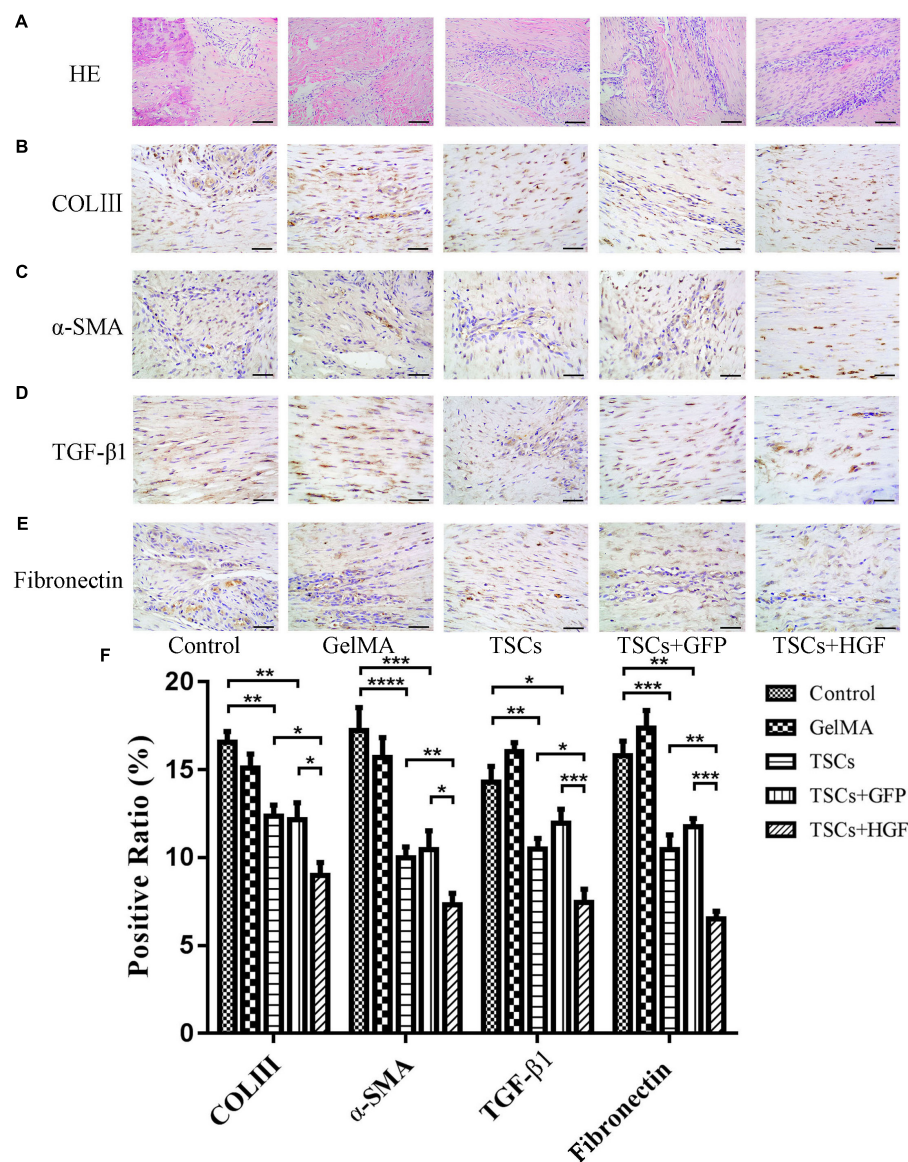 A
HE
B
COLIII
C
α-SMA
D
TGF-β1
E
Fibronectin
Control GelMA TSCs TSCs+GFP TSCs+HGF
F
Positive Ratio (%)
20
15
10
5
0
** ** * *
**** *** ** *
** * * ***
*** ** ** ***
COLIII
α-SMA
TGF-β1
Fibronectin
Control
GelMA
TSCs
TSCs+GFP
TSCs+HGF